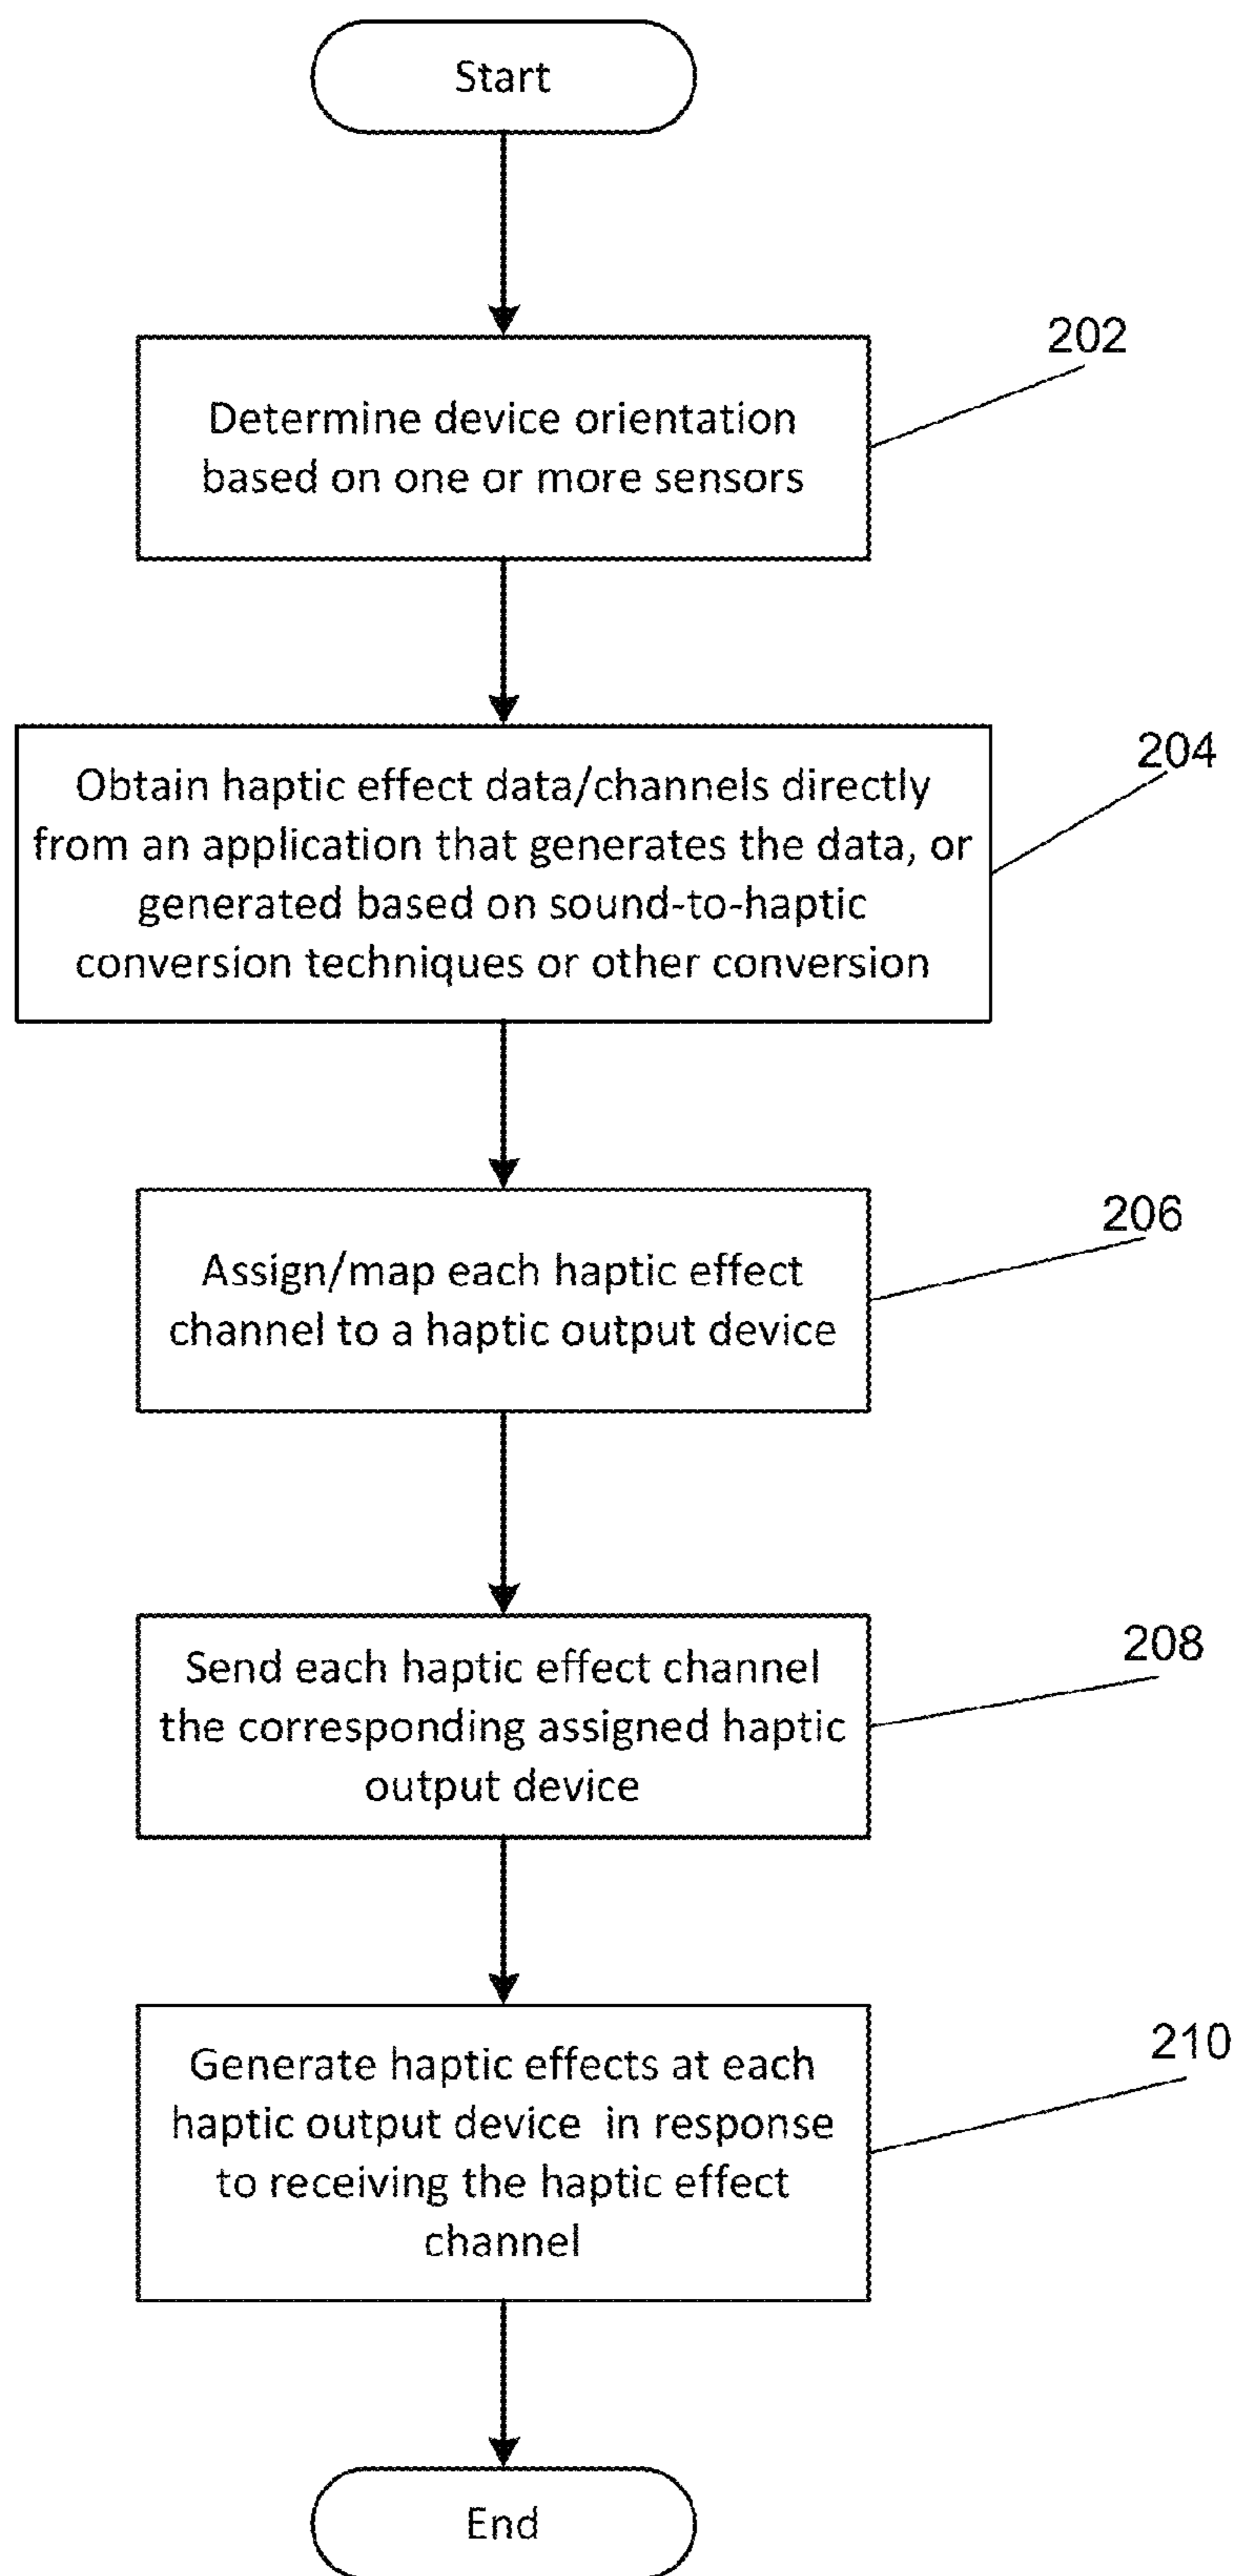 Start
202
Determine device orientation
based on one or more sensors
204
Obtain haptic effect data/channels directly
from an application that generates the data, or
generated based on sound-to-haptic
conversion techniques or other conversion
206
Assign/map each haptic effect
channel to a haptic output device
208
Send each haptic effect channel
the corresponding assigned haptic
output device
210
Generate haptic effects at each
haptic output device in response
to receiving the haptic effect
channel
End